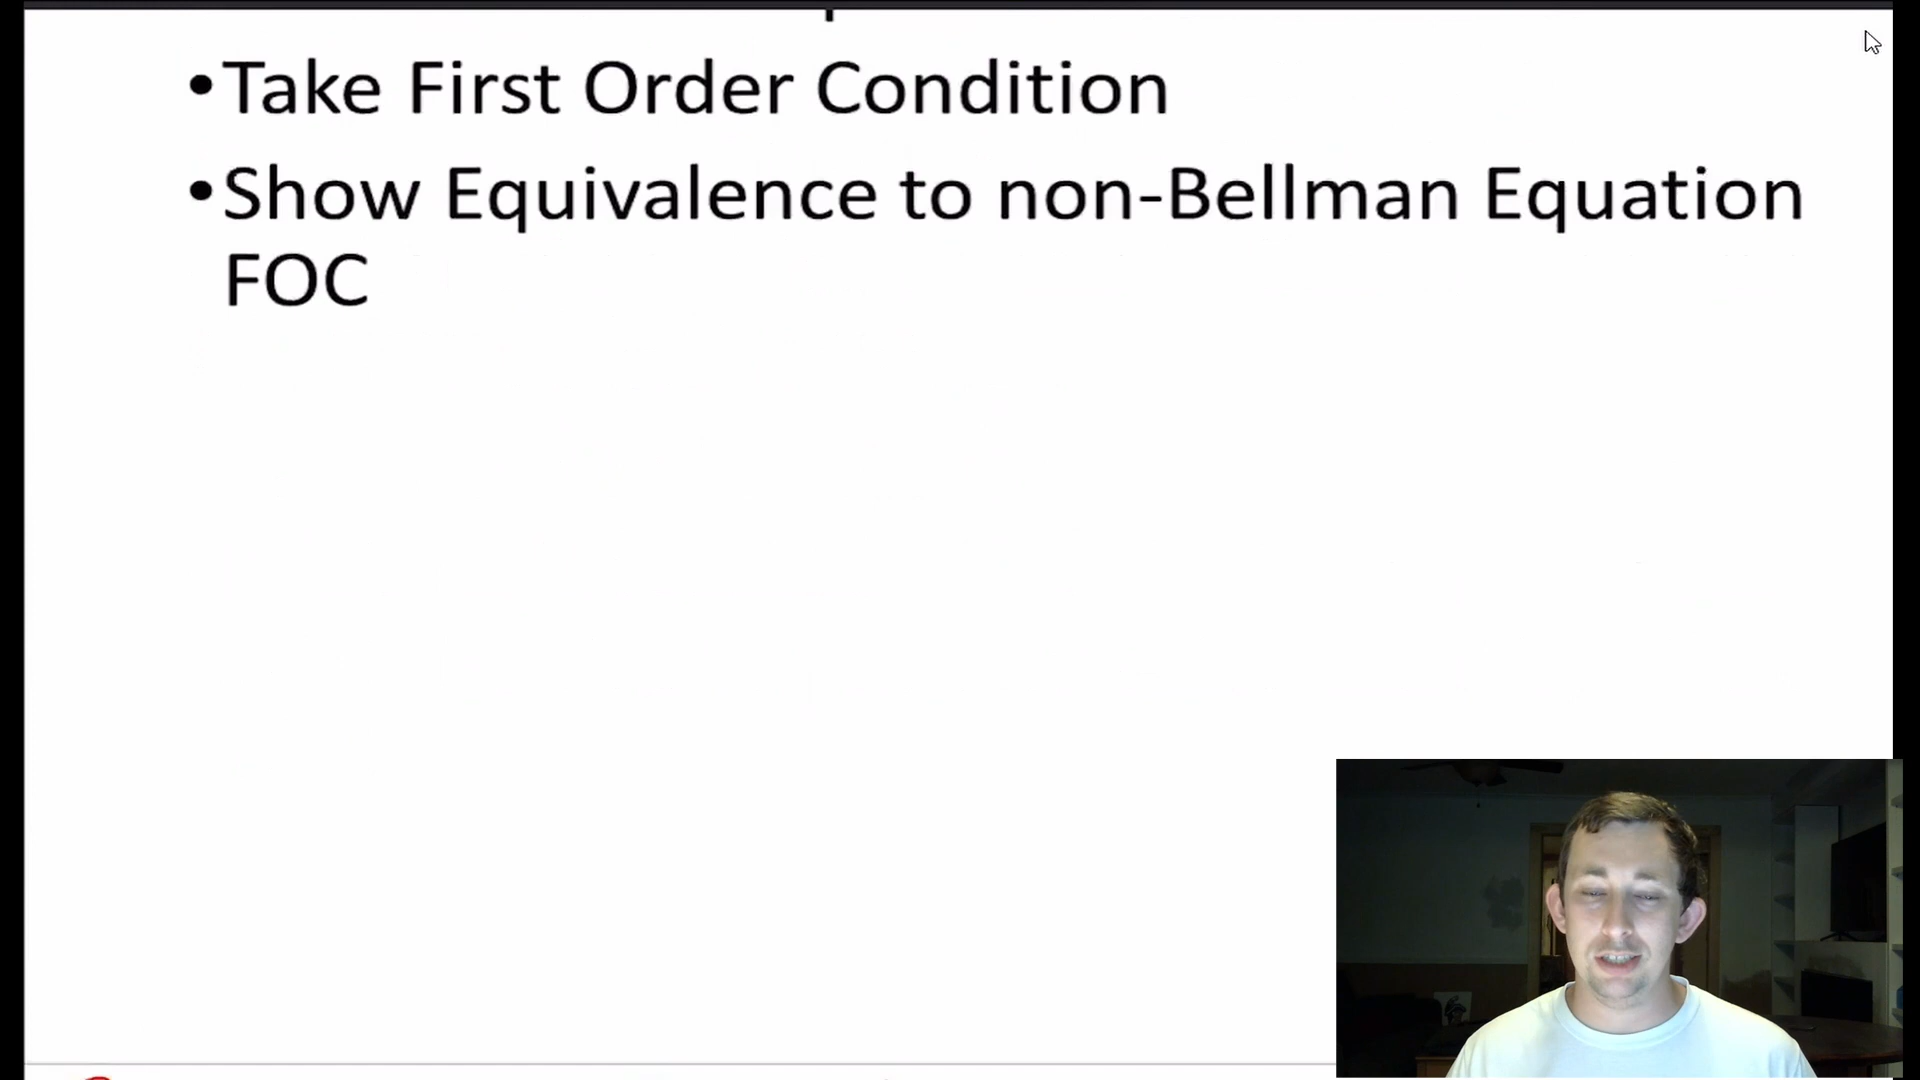 •Take First Order Condition
•Show Equivalence to non-Bellman Equation
FOC